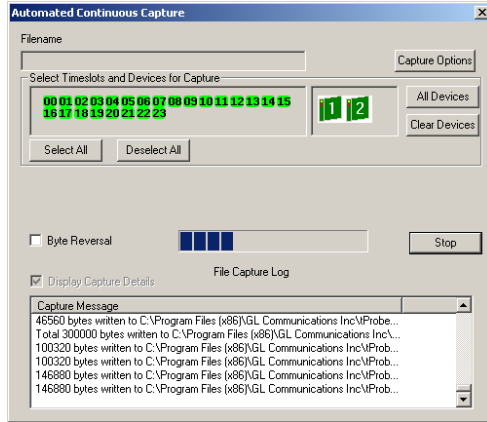 Automated Continuous Capture
Filename
Capture Options
Select Timeslots and Devices for Capture
00 01 02 03 04 05 06 07 08 09 10 11 12 13 14 15
16 17 18 19 20 21 22 23
1 2
All Devices
Clear Devices
Select All Deselect All
Byte Reversal
Stop
File Capture Log
Display Capture Details
Capture Message
46560 bytes written to C:\Program Files (x86)\GL Communications Inc\tProbe...
Total 300000 bytes written to C:\Program Files (x86)\GL Communications Inc\...
100320 bytes written to C:\Program Files (x86)\GL Communications Inc\tProb...
100320 bytes written to C:\Program Files (x86)\GL Communications Inc\tProb...
146880 bytes written to C:\Program Files (x86)\GL Communications Inc\tProb...
146880 bytes written to C:\Program Files (x86)\GL Communications Inc\tProb...